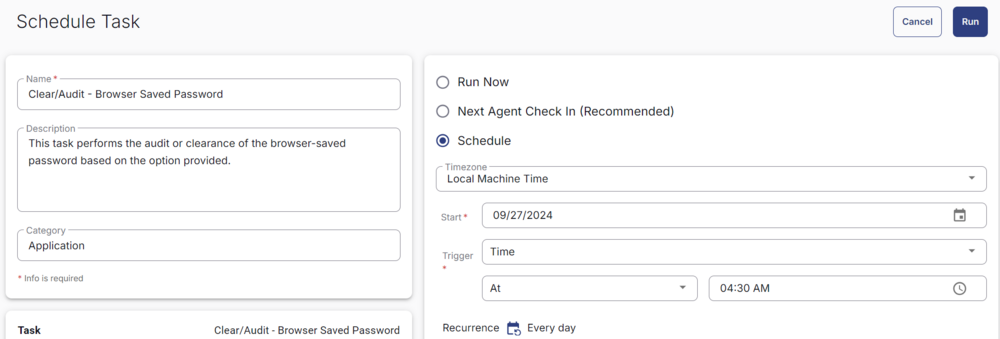 Schedule Task
Cancel
Run
Name *
Clear/Audit - Browser Saved Password
Description
This task performs the audit or clearance of the browser-saved
password based on the option provided.
Category
Application
* Info is required
Task Clear/Audit - Browser Saved Password
Run Now
Next Agent Check In (Recommended)
Schedule
Timezone
Local Machine Time
Start * 09/27/2024
Trigger * Time
At 04:30 AM
Recurrence Every day